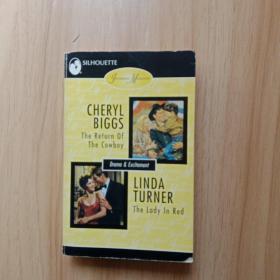 SILHOUETTE
CHERYL
BIGGS
The Return Of
The Cowboy
Drama & Excitement
LINDA
TURNER
The Lady In Red